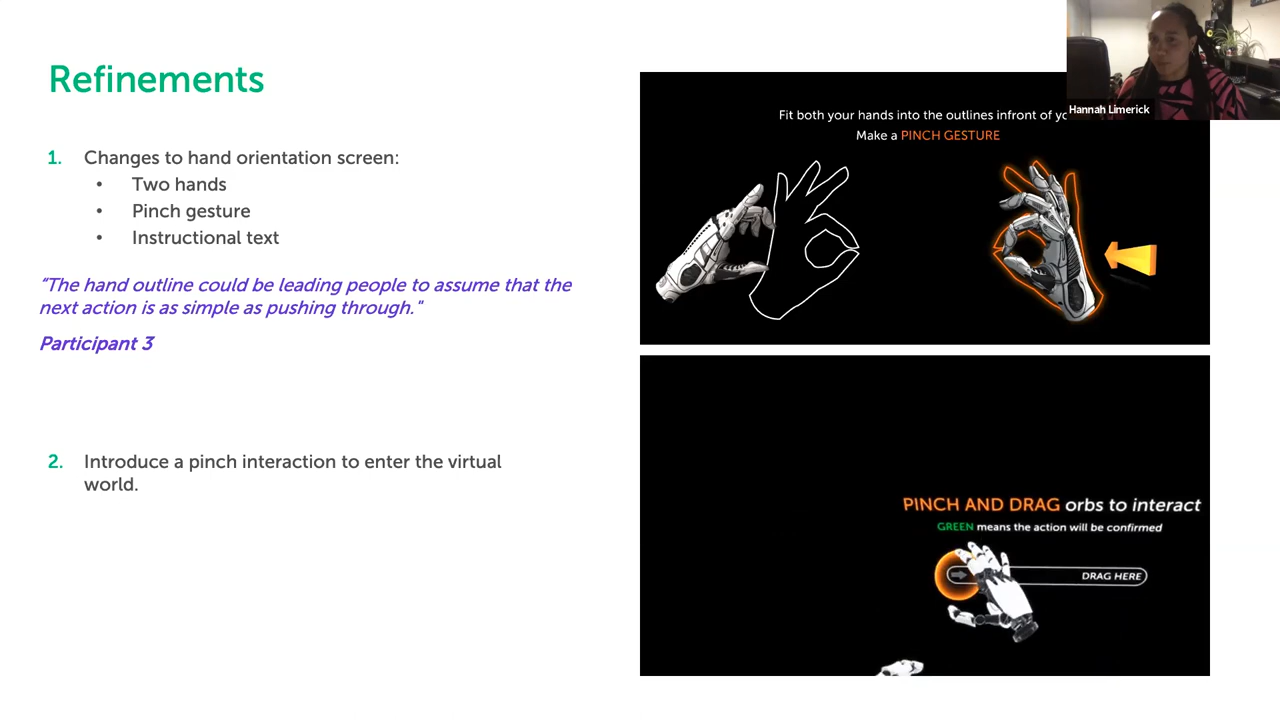 Refinements
1. Changes to hand orientation screen:
• Two hands
• Pinch gesture
• Instructional text
“The hand outline could be leading people to assume that the
next action is as simple as pushing through."
Participant 3
2. Introduce a pinch interaction to enter the virtual
world.
Fit both your hands into the outlines infront of
Make a PINCH GESTURE
PINCH AND DRAG orbs to interact
GREEN means the action will be confirmed
DRAG HERE
Hannah Limerick